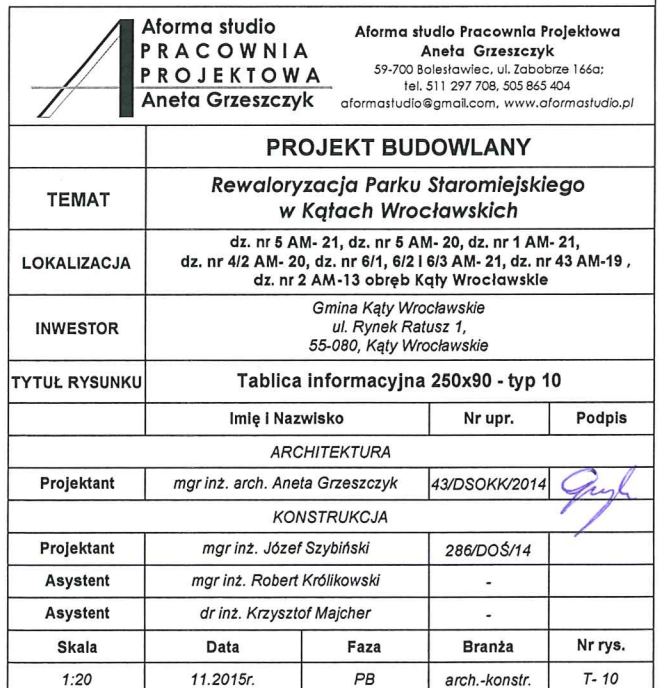 Aforma studio
PRACOWNIA
PROJEKTOWA
Aneta Grzeszczyk
Aforma studio Pracownia Projektowa
Aneta Grzeszczyk
59-700 Bolesławiec, ul. Zabobrze 166a;
tel. 511 297 708, 505 865 404
aformastudio@gmail.com, www.aformastudio.pl
PROJEKT BUDOWLANY
TEMAT
Rewaloryzacja Parku Staromiejskiego
w Kątach Wrocławskich
LOKALIZACJA
dz. nr 5 AM- 21, dz. nr 5 AM- 20, dz. nr 1 AM- 21,
dz. nr 4/2 AM- 20, dz. nr 6/1, 6/2 I 6/3 AM- 21, dz. nr 43 AM-19 ,
dz. nr 2 AM-13 obręb Kąty Wrocławskie
INWESTOR
Gmina Kąty Wrocławskie
ul. Rynek Ratusz 1,
55-080, Kąty Wrocławskie
TYTUŁ RYSUNKU Tablica informacyjna 250x90 - typ 10
Imię i Nazwisko Nr upr. Podpis
ARCHITEKTURA
Projektant mgr inż. arch. Aneta Grzeszczyk 43/DSOKK/2014
KONSTRUKCJA
Projektant mgr inż. Józef Szybiński 286/DOŚ/14
Asystent mgr inż. Robert Królikowski -
Asystent dr inż. Krzysztof Majcher -
Skala Data Faza Branża Nr rys.
1:20 11.2015r. PB arch.-konstr. T- 10